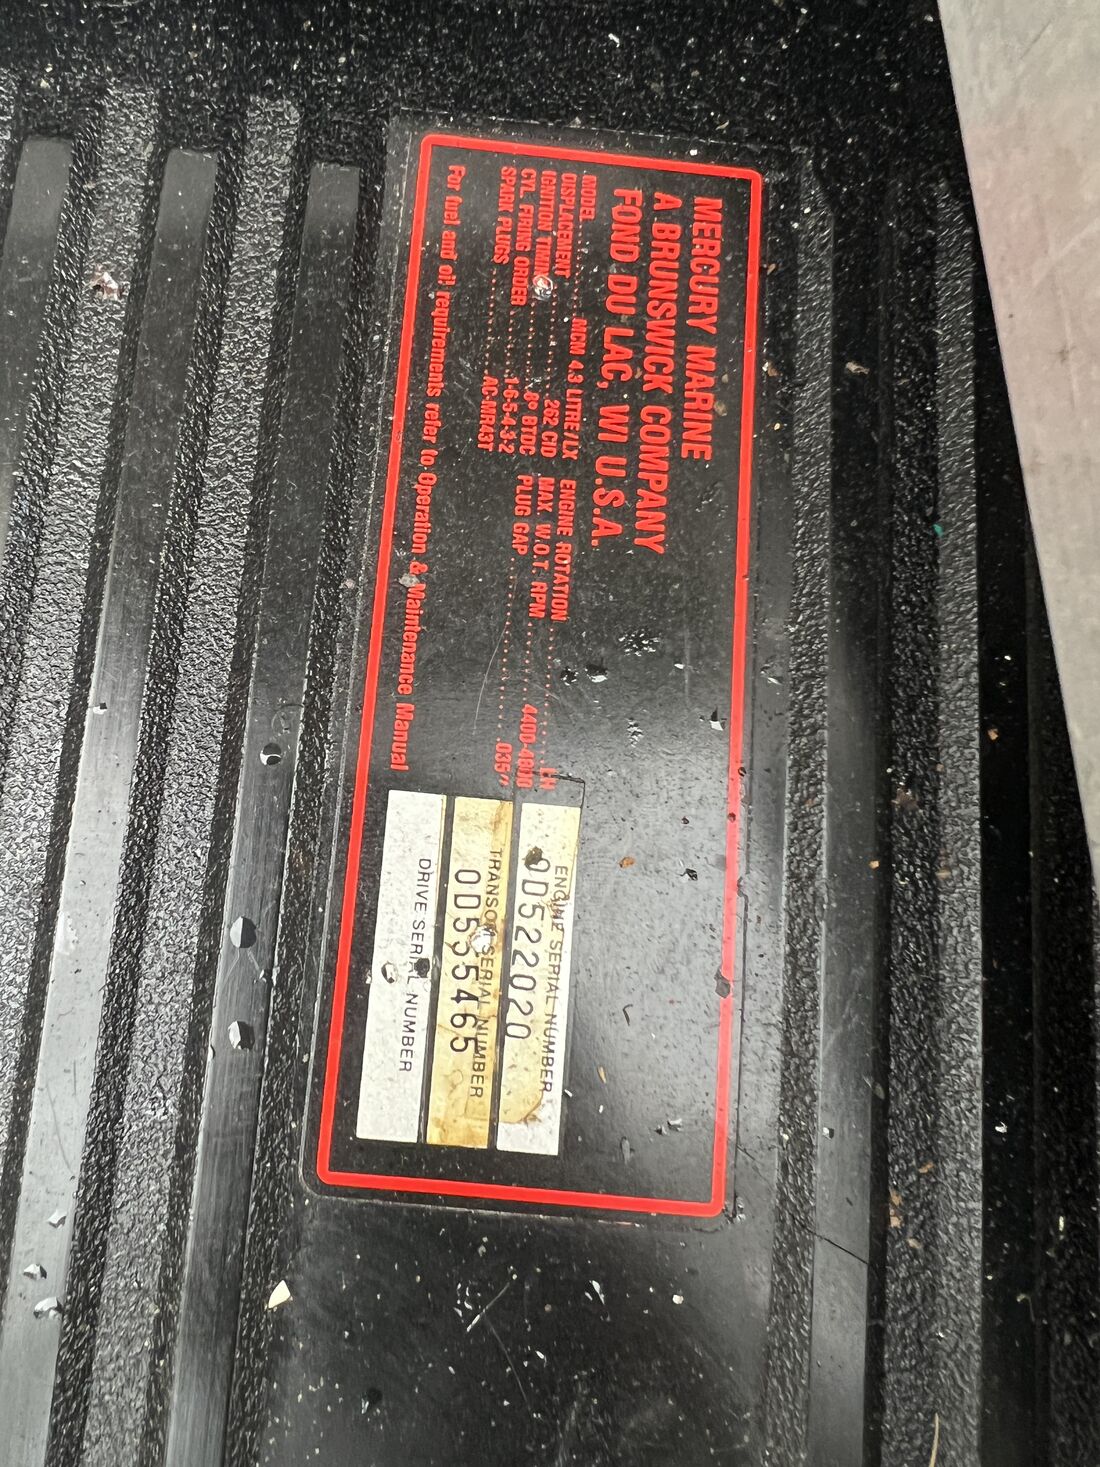 MERCURY MARINE
A BRUNSWICK COMPANY
FOND DU LAC, WI U.S.A.
MODEL.......... MCM 4.3 LITRE/LX ENGINE ROTATION.............LH
DISPLACEMENT.............262 CID MAX. W.O.T. RPM.........4400-4800
IGNITION TIMING..........8° BTDC PLUG GAP....................035"
CYL. FIRING ORDER.......1-6-5-4-3-2
SPARK PLUGS...........AC-MR43T
For fuel and oil requirements refer to Operation & Maintenance Manual
ENGINE SERIAL NUMBER
0D522020
TRANSOM SERIAL NUMBER
0D535465
DRIVE SERIAL NUMBER